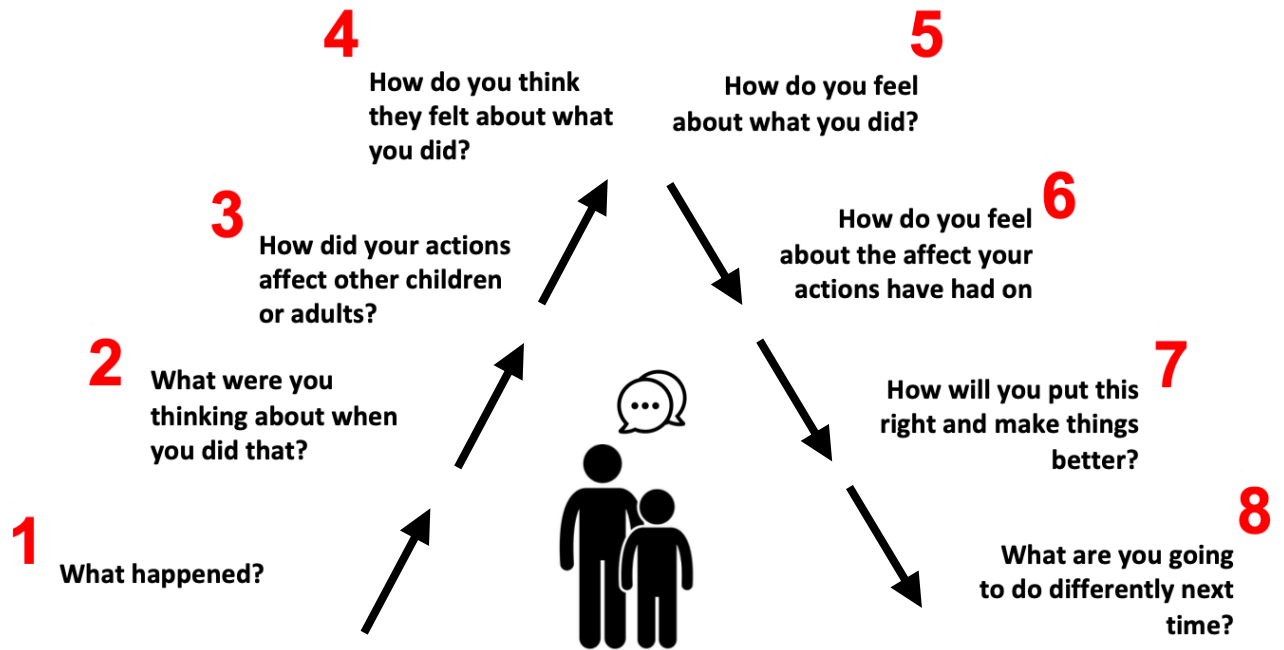 1
What happened?
2
What were you
thinking about when
you did that?
3
How did your actions
affect other children
or adults?
4
How do you think
they felt about what
you did?
5
How do you feel
about what you did?
6
How do you feel
about the affect your
actions have had on
7
How will you put this
right and make things
better?
8
What are you going
to do differently next
time?